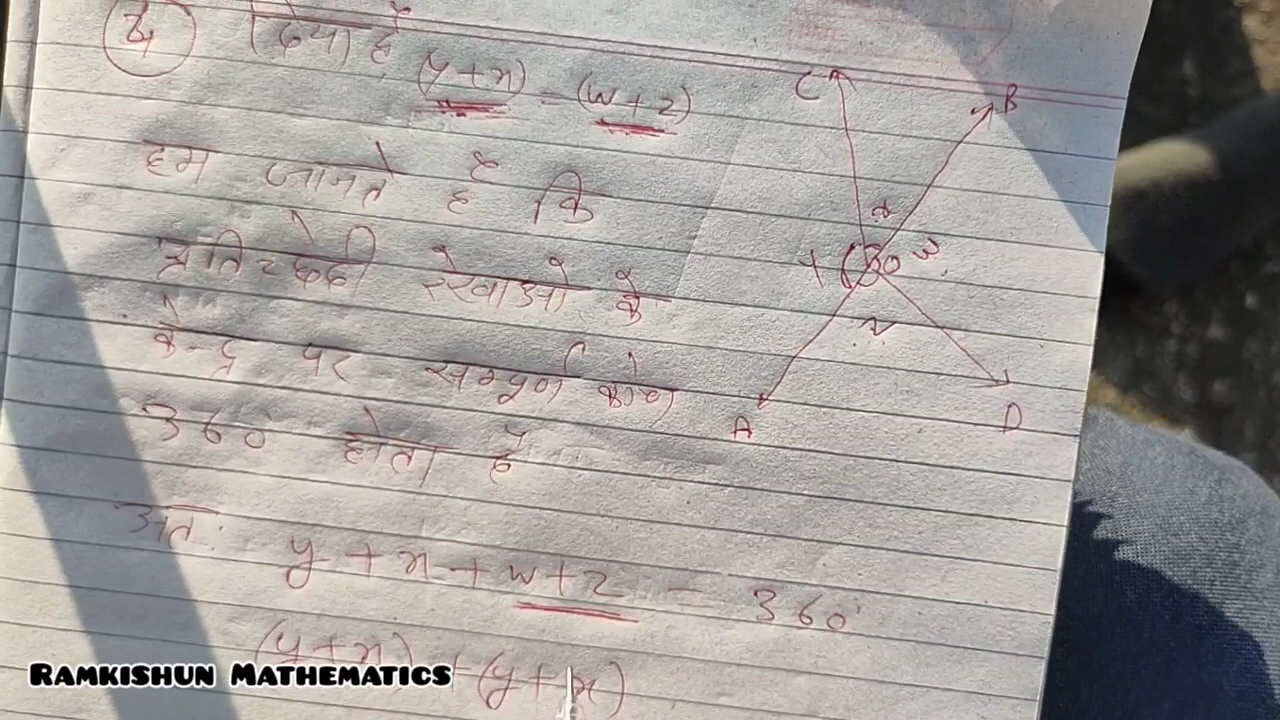 दिया है
(y+x) = (w+z)
हम जानते हैं कि
प्रतिच्छेदी रेखाओं के
केन्द्र पर सम्पूर्ण कोण
360 होता है
अत:
y + x + w+z = 360°
(y+x) + (y+x)
C
B
x
y
O
w
z
A
D
RAMKISHUN MATHEMATICS